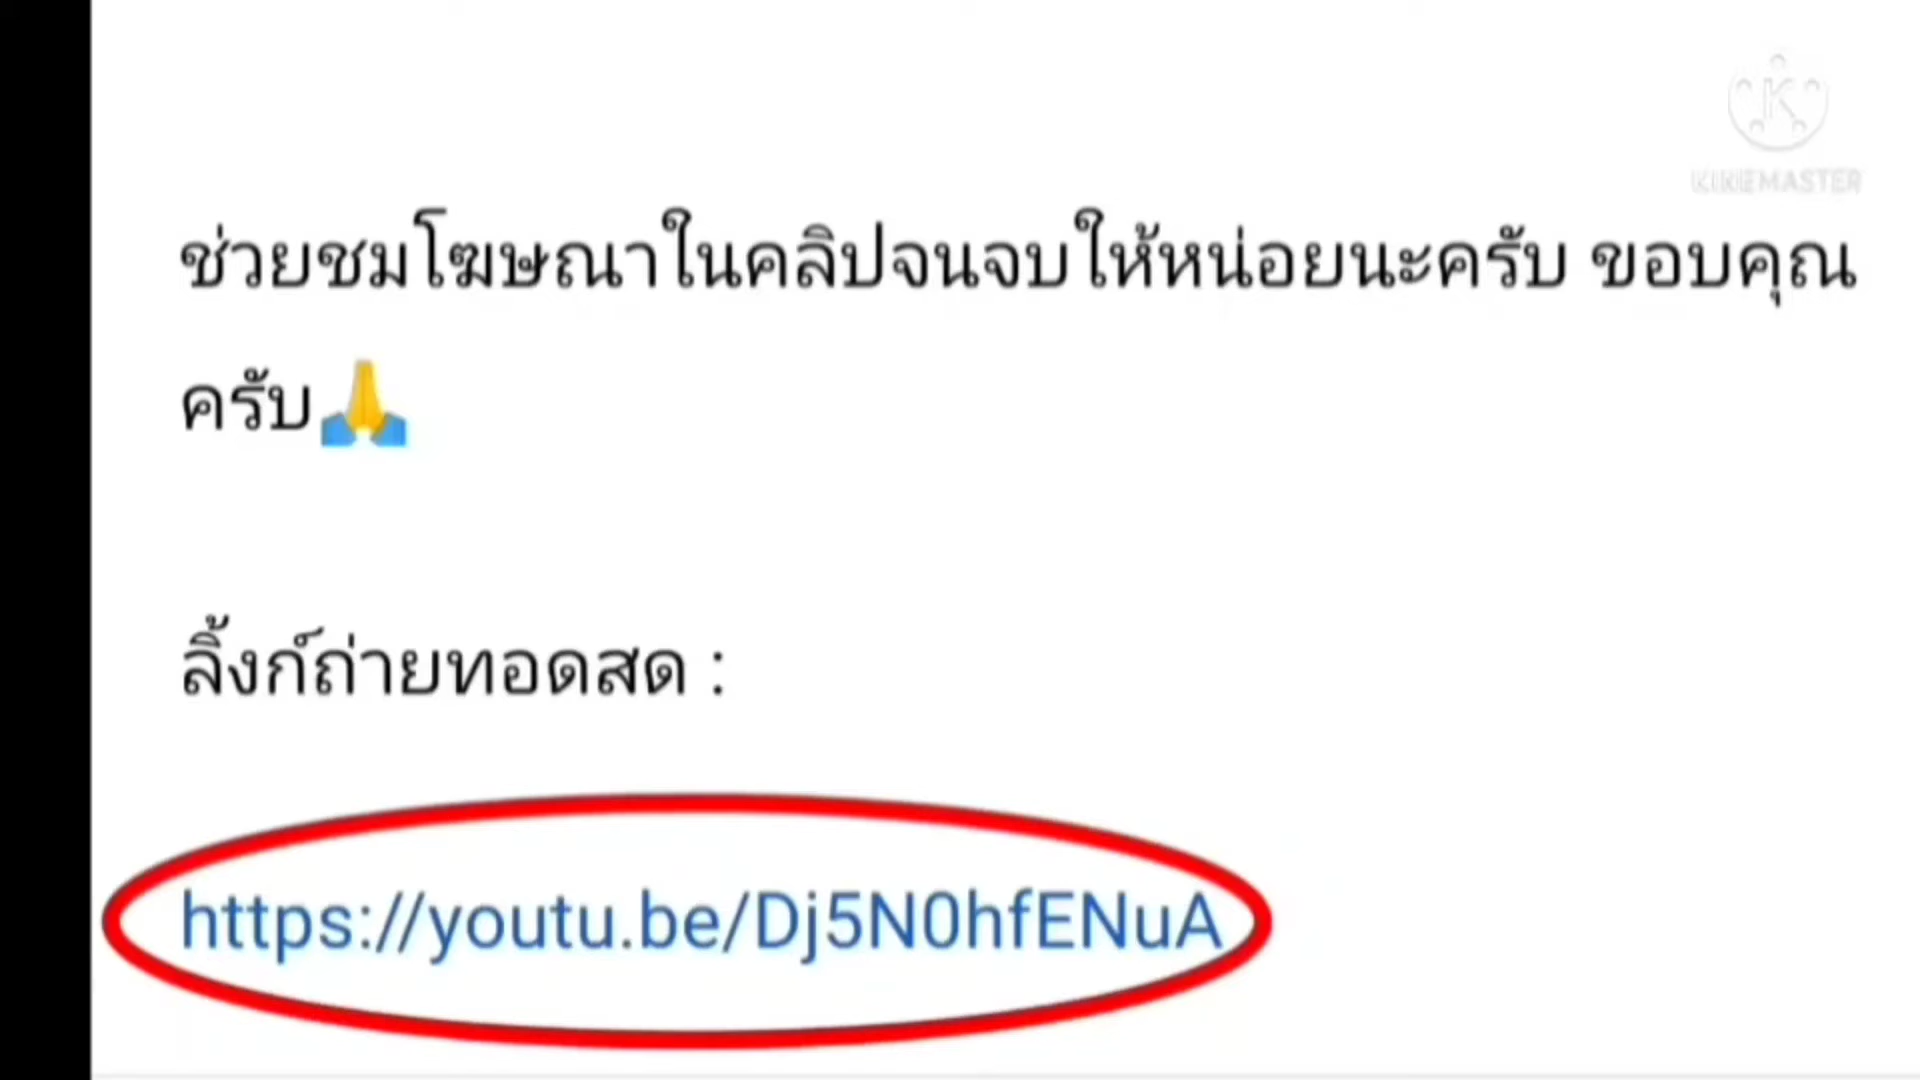 KINEMASTER
ช่วยชมโฆษณาในคลิปจนจบให้หน่อยนะครับ ขอบคุณ
ครับ🙏
ลิ้งก์ถ่ายทอดสด :
https://youtu.be/Dj5N0hfENuA